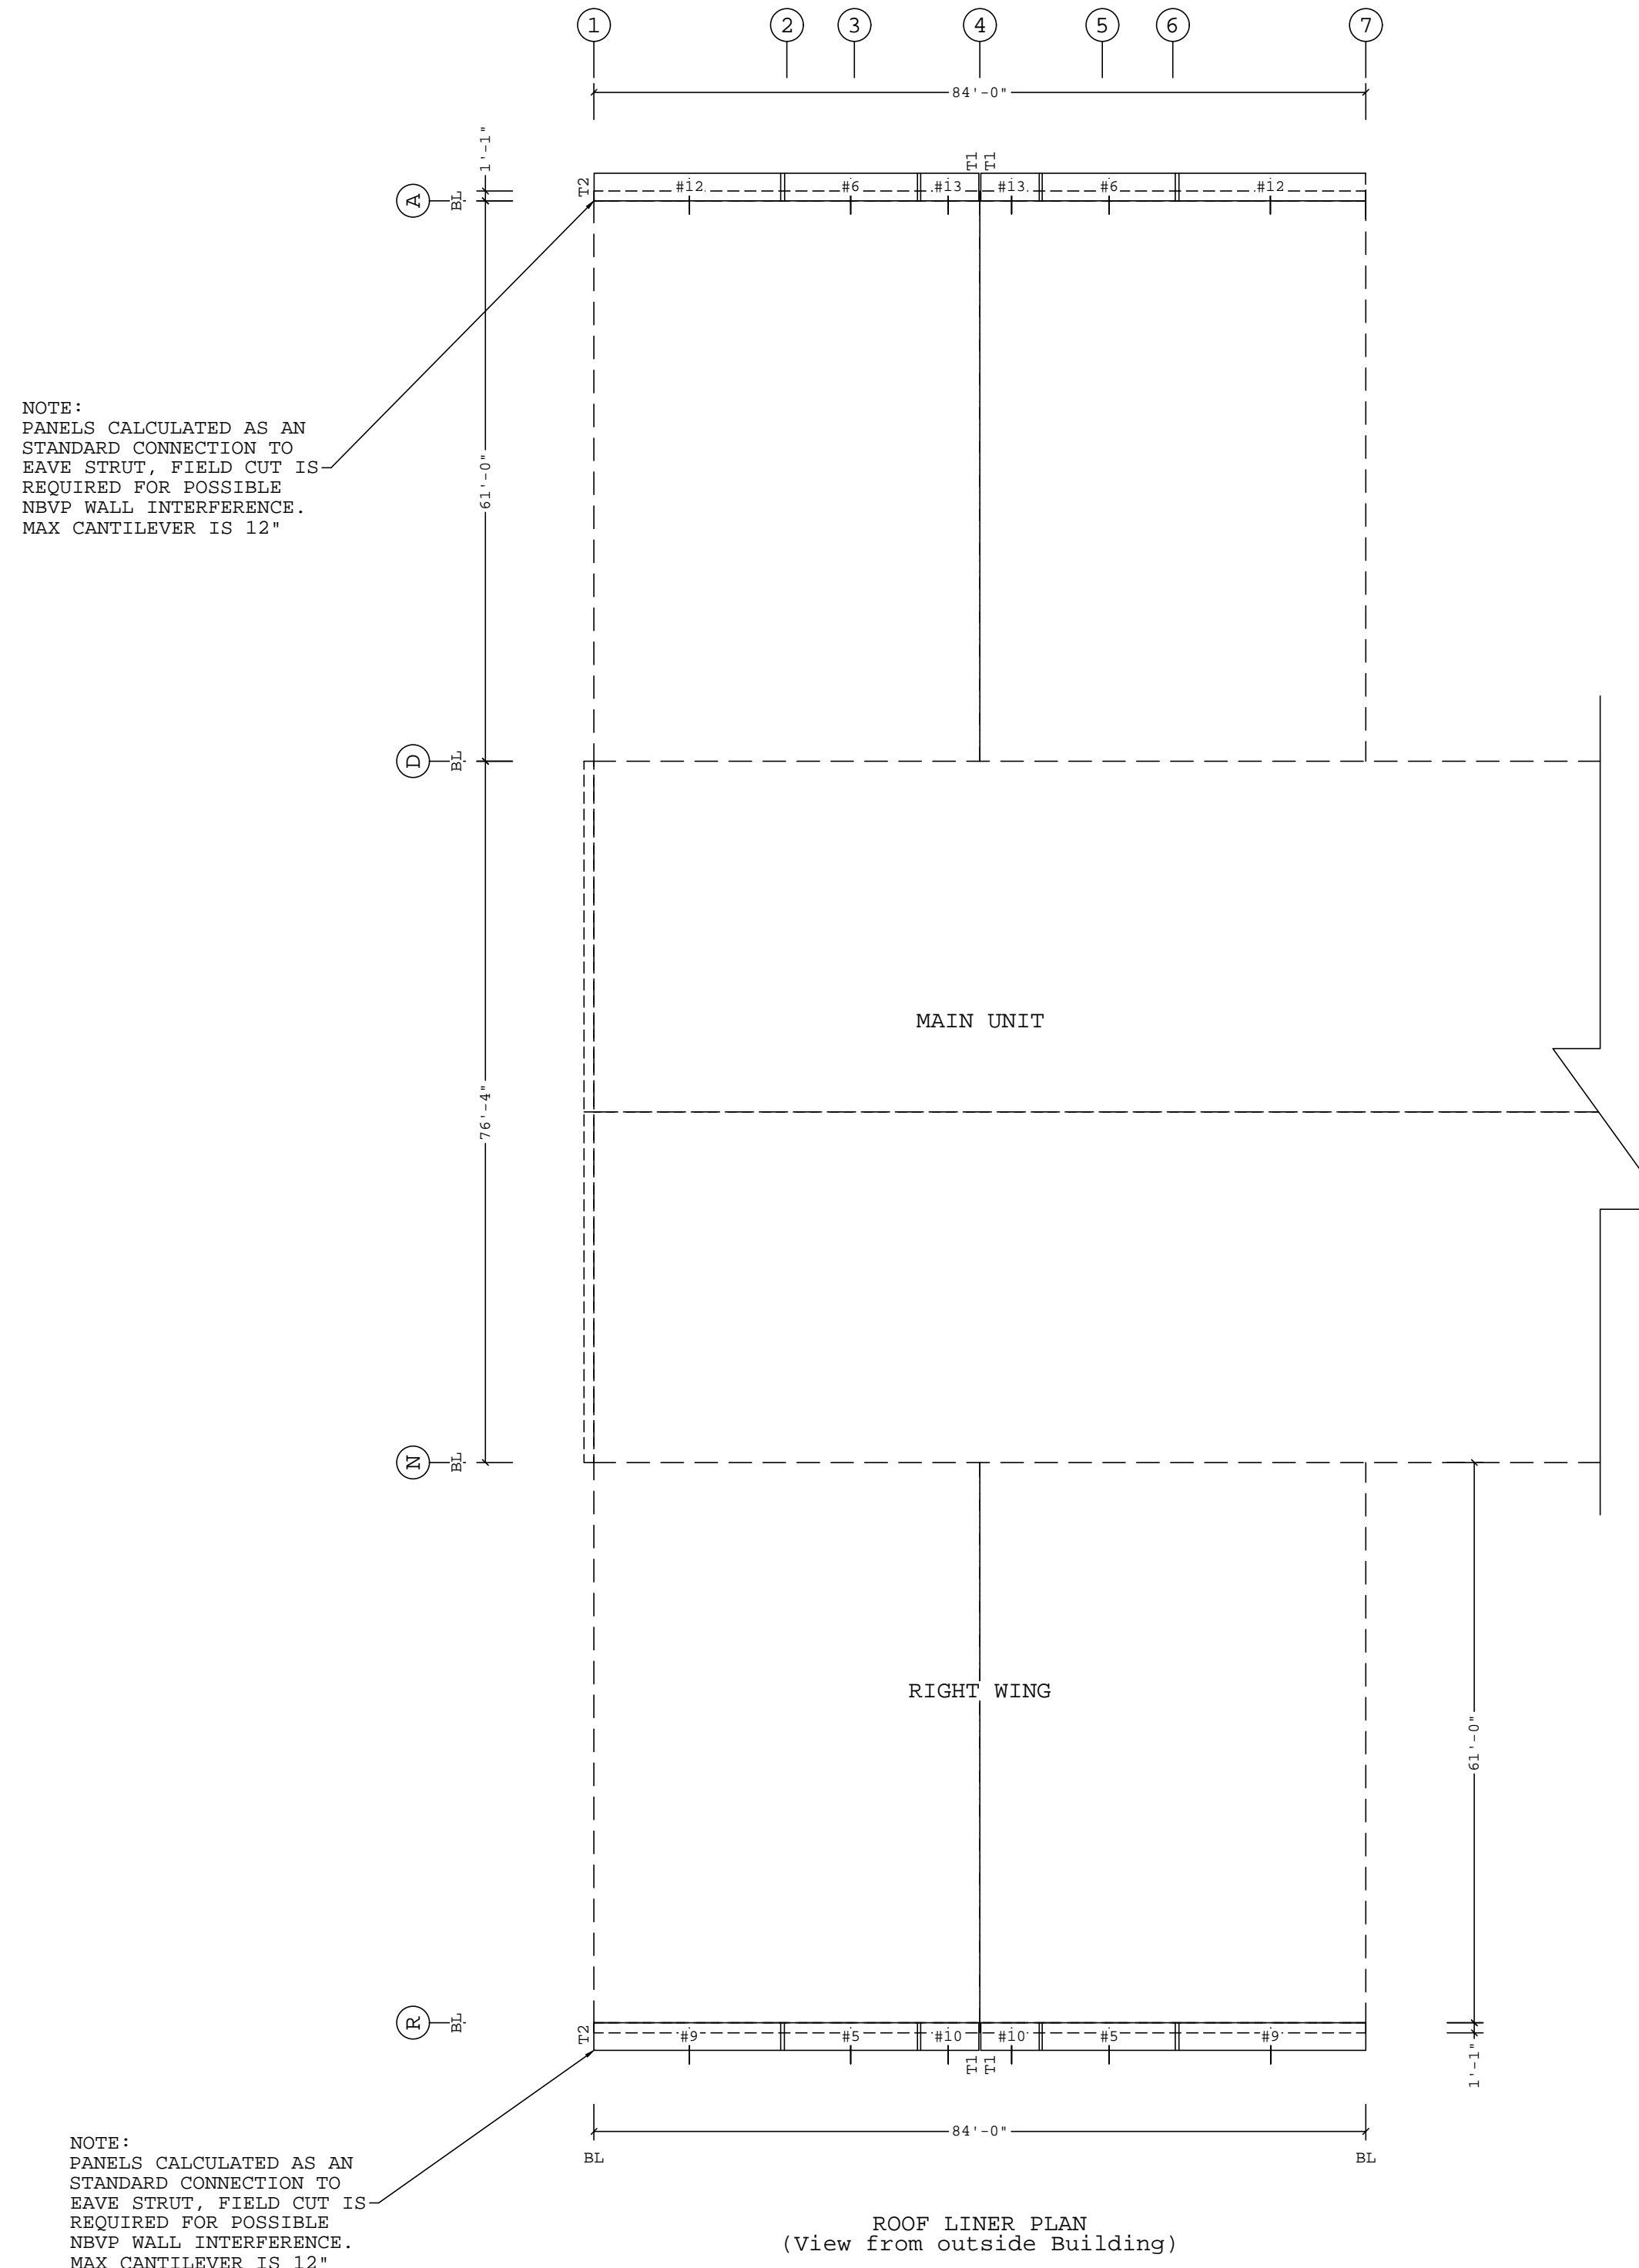 1 2 3 4 5 6 7
84'-0"
1'-1"
T2 T1 T1
#12 #6 #13 #13 #6 #12
A BL
NOTE:
PANELS CALCULATED AS AN
STANDARD CONNECTION TO
EAVE STRUT, FIELD CUT IS
REQUIRED FOR POSSIBLE
NBVP WALL INTERFERENCE.
MAX CANTILEVER IS 12"
61'-0"
D BL
MAIN UNIT
76'-4"
N BL
RIGHT WING
61'-0"
R BL
T2
#9 #5 #10 #10 #5 #9
T1 T1
1'-1"
84'-0"
BL BL
NOTE:
PANELS CALCULATED AS AN
STANDARD CONNECTION TO
EAVE STRUT, FIELD CUT IS
REQUIRED FOR POSSIBLE
NBVP WALL INTERFERENCE.
MAX CANTILEVER IS 12"
ROOF LINER PLAN
(View from outside Building)